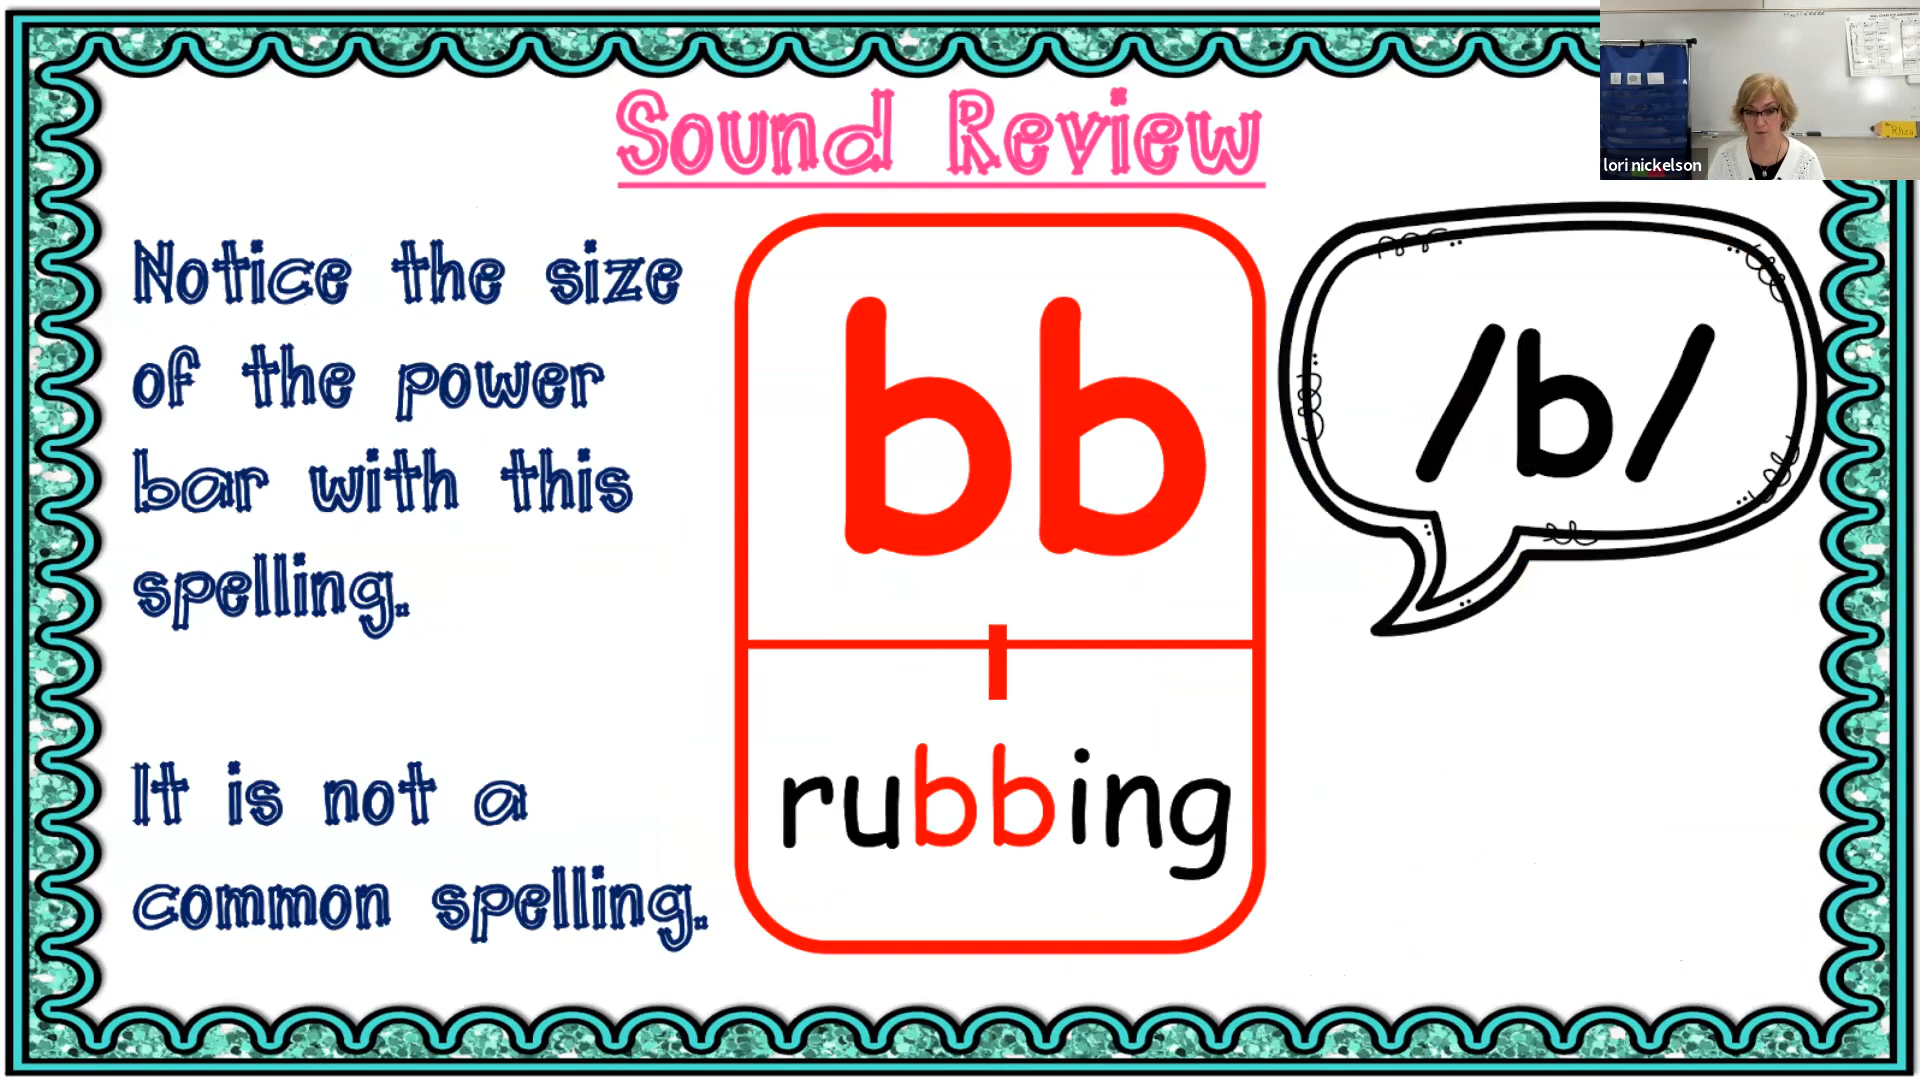 Sound Review
Notice the size
of the power
bar with this
spelling.
It is not a
common spelling.
bb
rubbing
/b/
lori nickelson